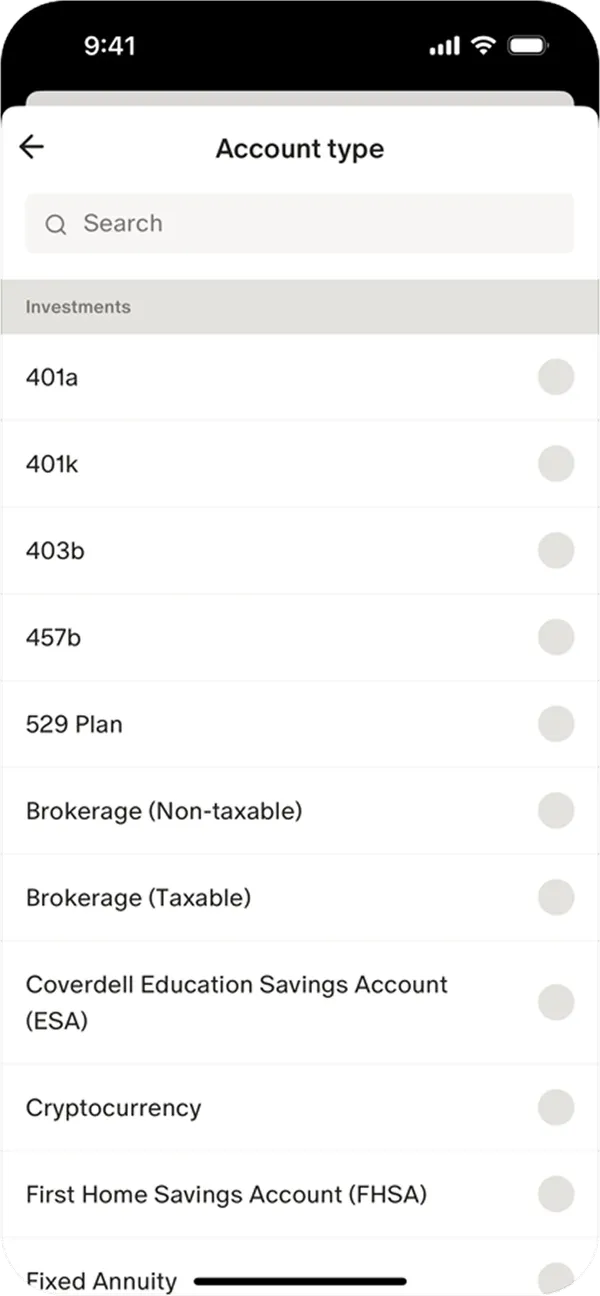 9:41
Account type
Search
Investments
401a
401k
403b
457b
529 Plan
Brokerage (Non-taxable)
Brokerage (Taxable)
Coverdell Education Savings Account
(ESA)
Cryptocurrency
First Home Savings Account (FHSA)
Fixed Annuity